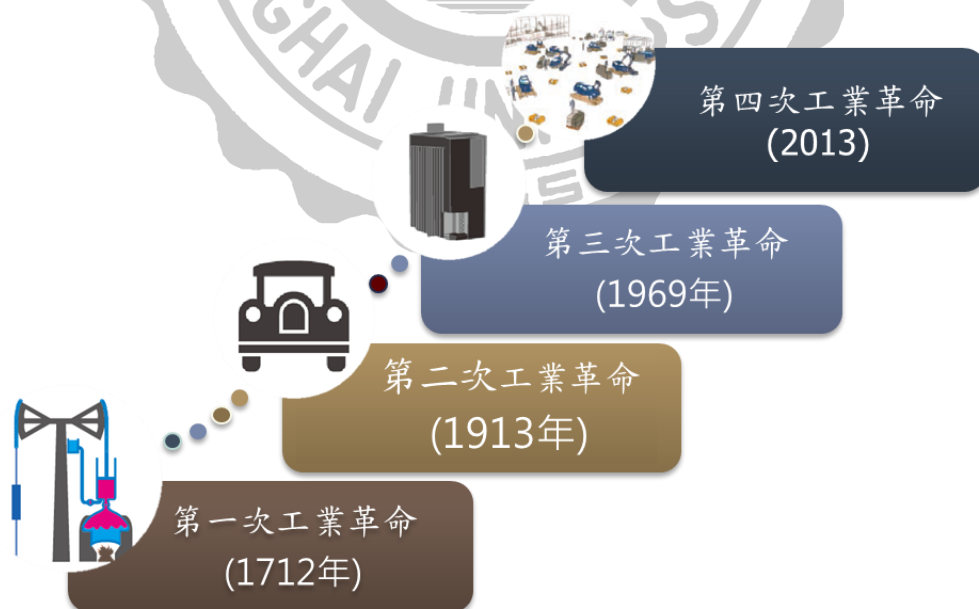 第四次工業革命
(2013)
第三次工業革命
(1969年)
第二次工業革命
(1913年)
第一次工業革命
(1712年)